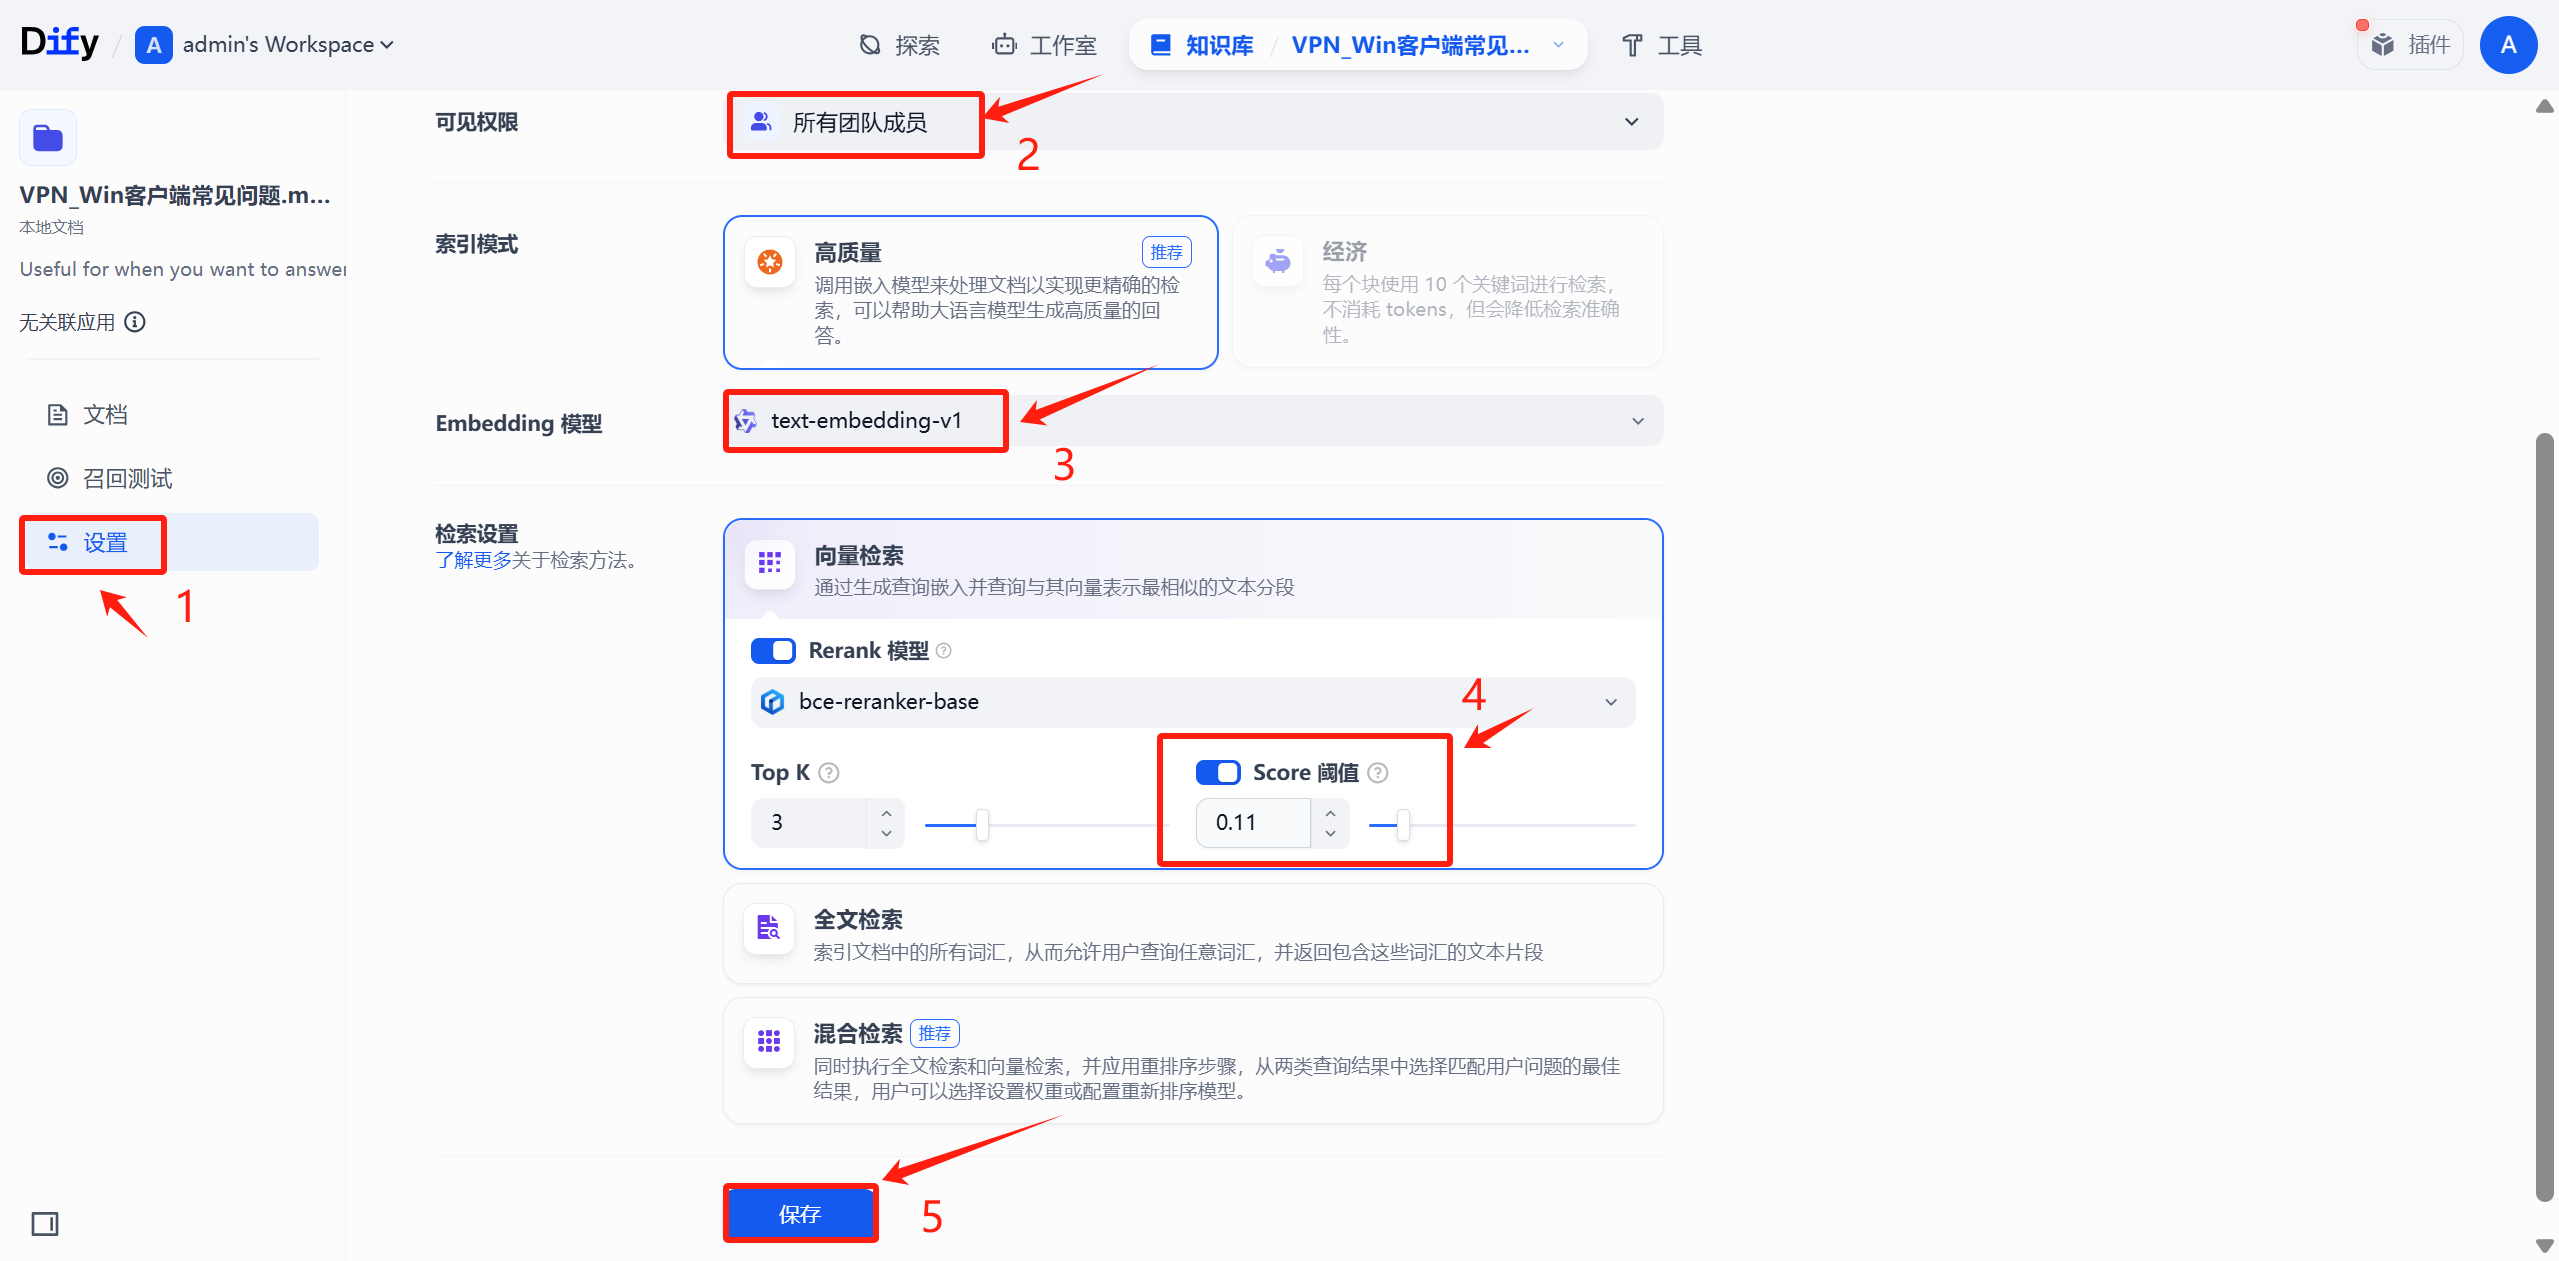 Dify / A admin's Workspace
探索
工作室
知识库 / VPN_Win客户端常见...
工具
插件
A
VPN_Win客户端常见问题.m...
本地文档
Useful for when you want to answer
无关联应用
文档
召回测试
设置
1
可见权限
所有团队成员
2
索引模式
高质量
推荐
调用嵌入模型来处理文档以实现更精确的检
索，可以帮助大语言模型生成高质量的回
答。
经济
每个块使用 10 个关键词进行检索，
不消耗 tokens，但会降低检索准确
性。
Embedding 模型
text-embedding-v1
3
检索设置
了解更多关于检索方法。
向量检索
通过生成查询嵌入并查询与其向量表示最相似的文本分段
Rerank 模型
bce-reranker-base
4
Top K
3
Score 阈值
0.11
全文检索
索引文档中的所有词汇，从而允许用户查询任意词汇，并返回包含这些词汇的文本片段
混合检索 推荐
同时执行全文检索和向量检索，并应用重排序步骤，从两类查询结果中选择匹配用户问题的最佳
结果，用户可以选择设置权重或配置重新排序模型。
保存
5